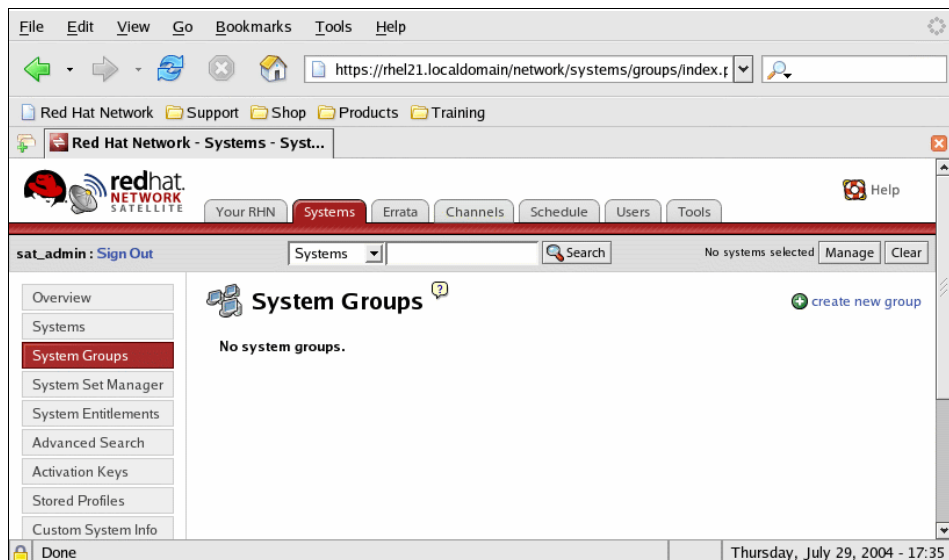 File Edit View Go Bookmarks Tools Help
https://rhel21.localdomain/network/systems/groups/index.p
Red Hat Network Support Shop Products Training
Red Hat Network - Systems - Syst...
redhat.
NETWORK
SATELLITE
Your RHN Systems Errata Channels Schedule Users Tools
Help
sat_admin : Sign Out Systems Search No systems selected Manage Clear
Overview
Systems
System Groups
System Set Manager
System Entitlements
Advanced Search
Activation Keys
Stored Profiles
Custom System Info
System Groups ?
create new group
No system groups.
Done Thursday, July 29, 2004 - 17:35